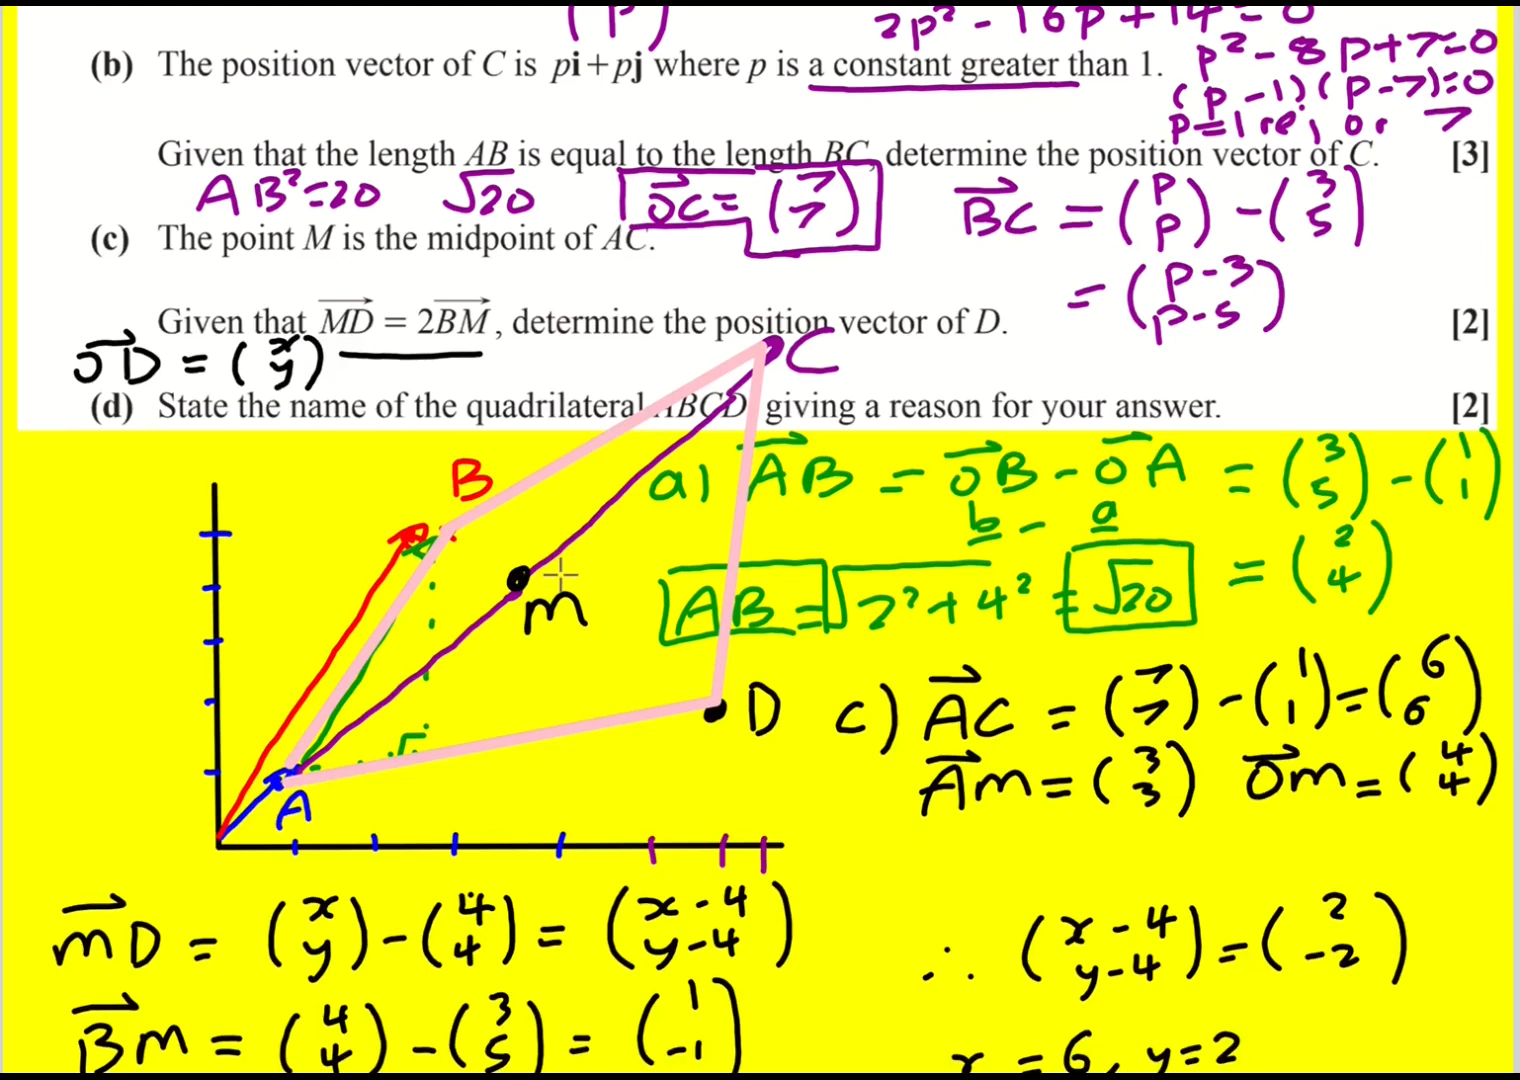 2p² - 16p + 14 = 0
(b) The position vector of C is pi + pj where p is a constant greater than 1.
p² - 8p + 7 = 0
(p - 1)(p - 7) = 0
p = 1 rej or 7
Given that the length AB is equal to the length BC, determine the position vector of C. [3]
AB² = 20 √20 OC = (7 7) BC = (p p) - (3 5)
(c) The point M is the midpoint of AC.
= (p - 3 p - 5)
Given that MD = 2BM, determine the position vector of D. [2]
OD = (x y)
C
(d) State the name of the quadrilateral ABCD, giving a reason for your answer. [2]
B
a) AB = OB - OA = (3 5) - (1 1)
b - a
= (2 4)
AB = √2² + 4² = √20
M
D
c) AC = (7 7) - (1 1) = (6 6)
A
AM = (3 3) OM = (4 4)
MD = (x y) - (4 4) = (x - 4 y - 4)
∴ (x - 4 y - 4) = (2 -2)
BM = (4 4) - (3 5) = (1 -1)
x = 6, y = 2